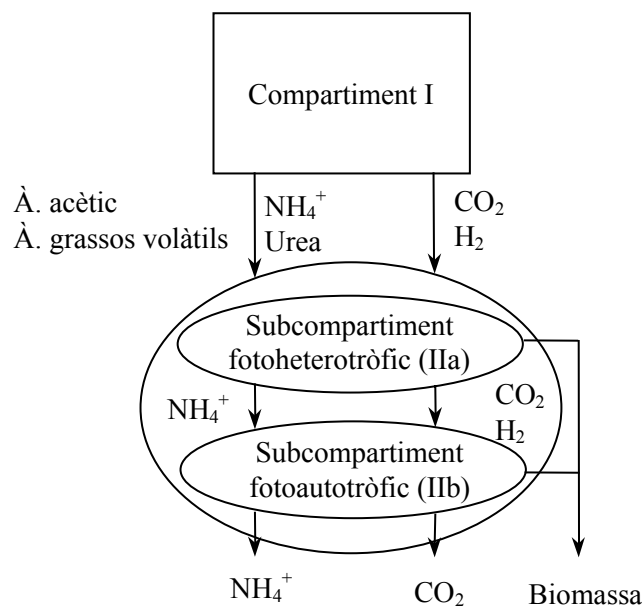 Compartiment I
À. acètic
À. grassos volàtils
NH₄⁺
Urea
CO₂
H₂
Subcompartiment
fotoheterotròfic (IIa)
NH₄⁺
CO₂
H₂
Subcompartiment
fotoautotròfic (IIb)
NH₄⁺
CO₂
Biomassa